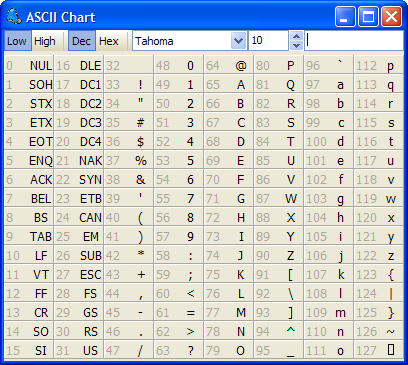 ASCII Chart
Low High Dec Hex Tahoma 10
0 NUL 16 DLE 32 48 0 64 @ 80 P 96 ` 112 p
1 SOH 17 DC1 33 ! 49 1 65 A 81 Q 97 a 113 q
2 STX 18 DC2 34 " 50 2 66 B 82 R 98 b 114 r
3 ETX 19 DC3 35 # 51 3 67 C 83 S 99 c 115 s
4 EOT 20 DC4 36 $ 52 4 68 D 84 T 100 d 116 t
5 ENQ 21 NAK 37 % 53 5 69 E 85 U 101 e 117 u
6 ACK 22 SYN 38 & 54 6 70 F 86 V 102 f 118 v
7 BEL 23 ETB 39 ' 55 7 71 G 87 W 103 g 119 w
8 BS 24 CAN 40 ( 56 8 72 H 88 X 104 h 120 x
9 TAB 25 EM 41 ) 57 9 73 I 89 Y 105 i 121 y
10 LF 26 SUB 42 * 58 : 74 J 90 Z 106 j 122 z
11 VT 27 ESC 43 + 59 ; 75 K 91 [ 107 k 123 {
12 FF 28 FS 44 , 60 < 76 L 92 \ 108 l 124 |
13 CR 29 GS 45 - 61 = 77 M 93 ] 109 m 125 }
14 SO 30 RS 46 . 62 > 78 N 94 ^ 110 n 126 ~
15 SI 31 US 47 / 63 ? 79 O 95 _ 111 o 127 ▯